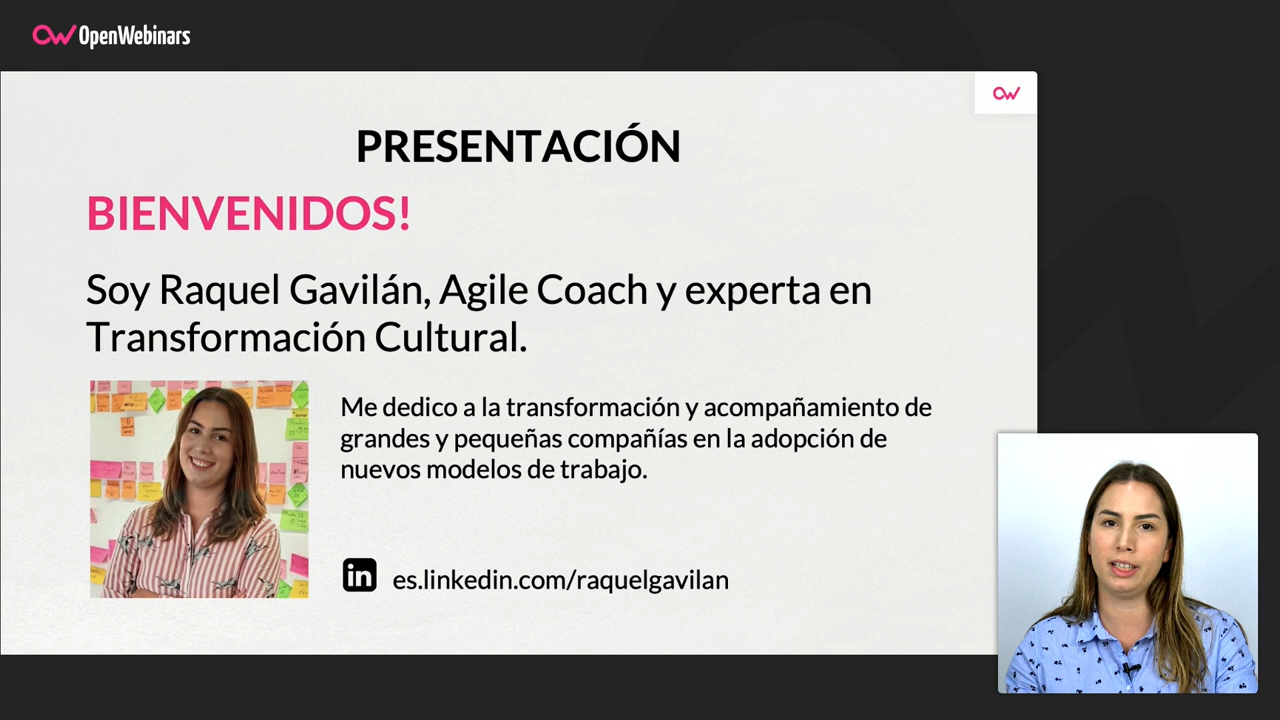 OpenWebinars
PRESENTACIÓN
BIENVENIDOS!
Soy Raquel Gavilán, Agile Coach y experta en
Transformación Cultural.
Me dedico a la transformación y acompañamiento de
grandes y pequeñas compañías en la adopción de
nuevos modelos de trabajo.
in es.linkedin.com/raquelgavilan